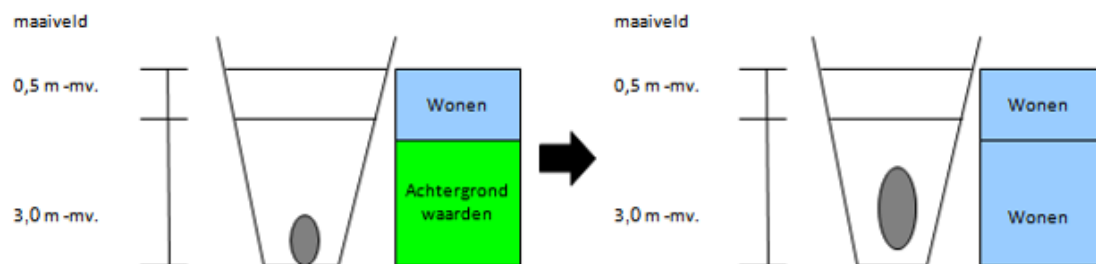 maaiveld
0,5 m -mv.
3,0 m -mv.
Wonen
Achtergrond
waarden
maaiveld
0,5 m -mv.
3,0 m -mv.
Wonen
Wonen